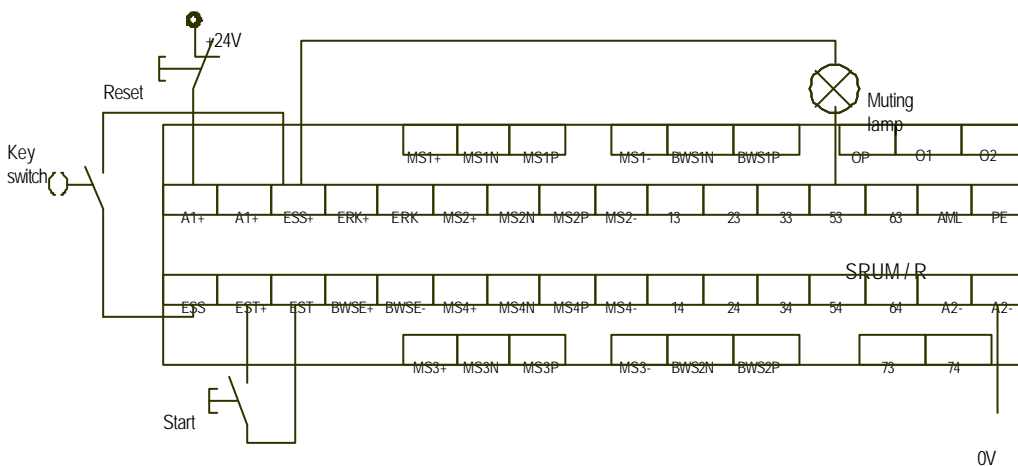 +24V
Reset
Muting
lamp
Key
switch
MS1+ MS1N MS1P MS1- BWS1N BWS1P OP O1 O2
A1+ A1+ ESS+ ERK+ ERK MS2+ MS2N MS2P MS2- 13 23 33 53 63 AML PE
SRUM / R
ESS EST+ EST BWSE+ BWSE- MS4+ MS4N MS4P MS4- 14 24 34 54 64 A2- A2-
MS3+ MS3N MS3P MS3- BWS2N BWS2P 73 74
Start
0V